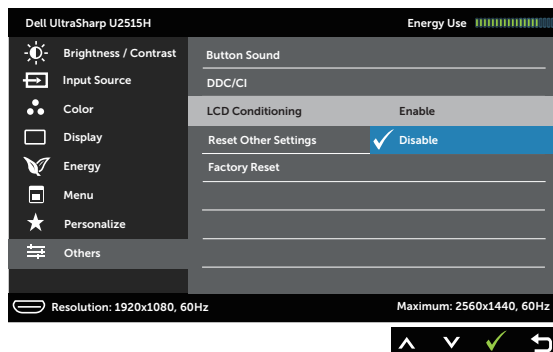 Dell UltraSharp U2515H Energy Use
Brightness / Contrast Button Sound
Input Source DDC/CI
Color LCD Conditioning Enable
Display Reset Other Settings Disable
Energy Factory Reset
Menu
Personalize
Others
Resolution: 1920x1080, 60Hz Maximum: 2560x1440, 60Hz